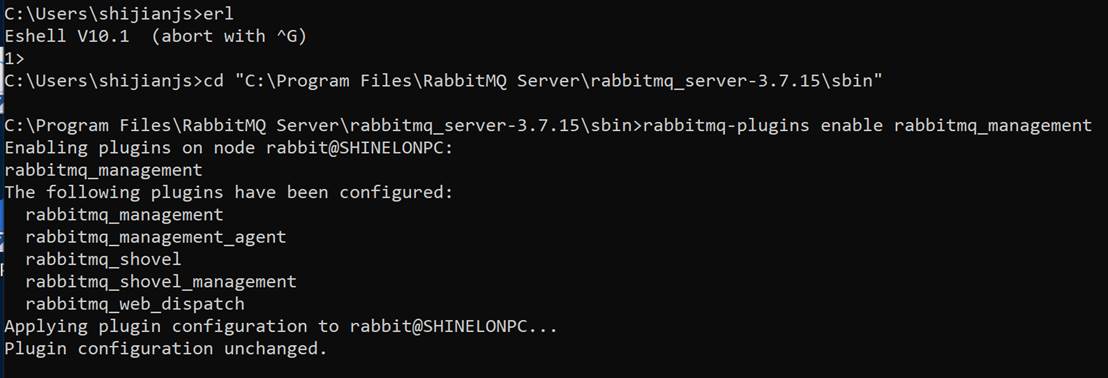 C:\Users\shijianjs>erl
Eshell V10.1  (abort with ^G)
1>
C:\Users\shijianjs>cd "C:\Program Files\RabbitMQ Server\rabbitmq_server-3.7.15\sbin"
C:\Program Files\RabbitMQ Server\rabbitmq_server-3.7.15\sbin>rabbitmq-plugins enable rabbitmq_management
Enabling plugins on node rabbit@SHINELONPC:
rabbitmq_management
The following plugins have been configured:
  rabbitmq_management
  rabbitmq_management_agent
  rabbitmq_shovel
  rabbitmq_shovel_management
  rabbitmq_web_dispatch
Applying plugin configuration to rabbit@SHINELONPC...
Plugin configuration unchanged.